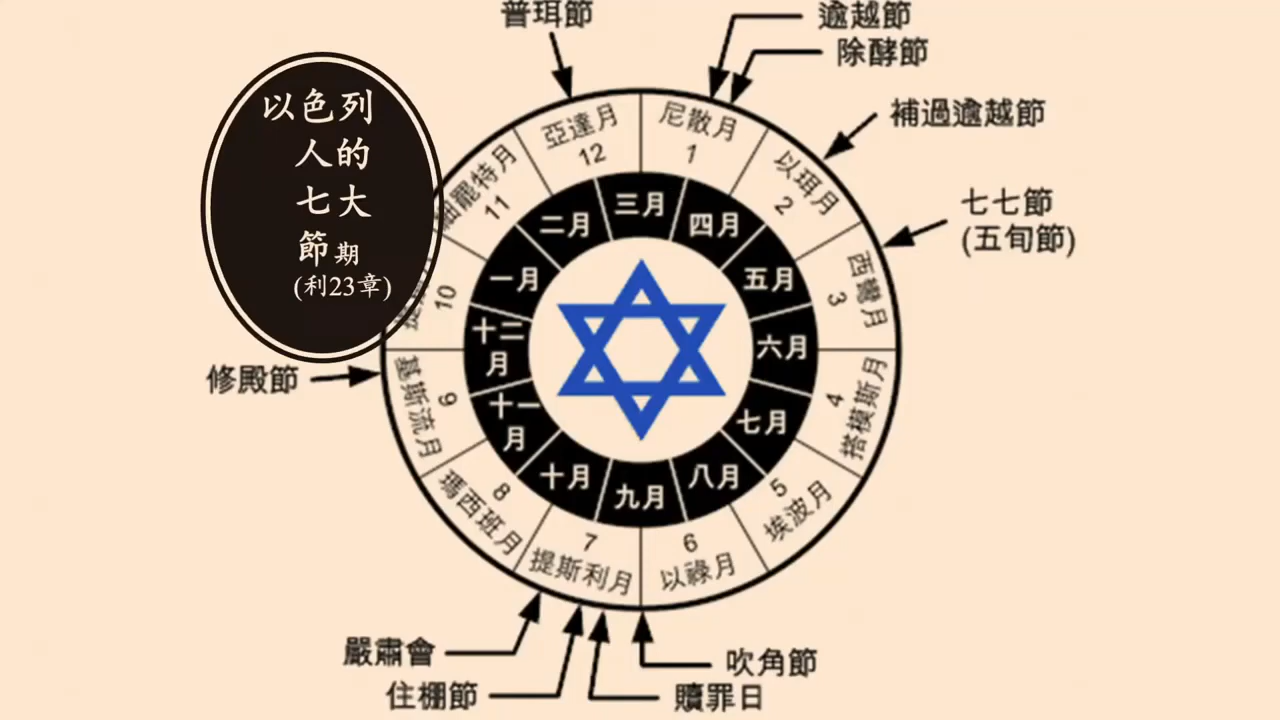 普珥節
逾越節
除酵節
以色列
人的
七大
節期
(利23章)
補過逾越節
七七節
(五旬節)
修殿節
嚴肅會
住棚節
吹角節
贖罪日
尼散月
1
以珥月
2
西彎月
3
搭模斯月
4
埃波月
5
以祿月
6
提斯利月
7
瑪西班月
8
基斯流月
9
10
罷特月
11
亞達月
12
三月
四月
五月
六月
七月
八月
九月
十月
十一
月
十二
月
一月
二月